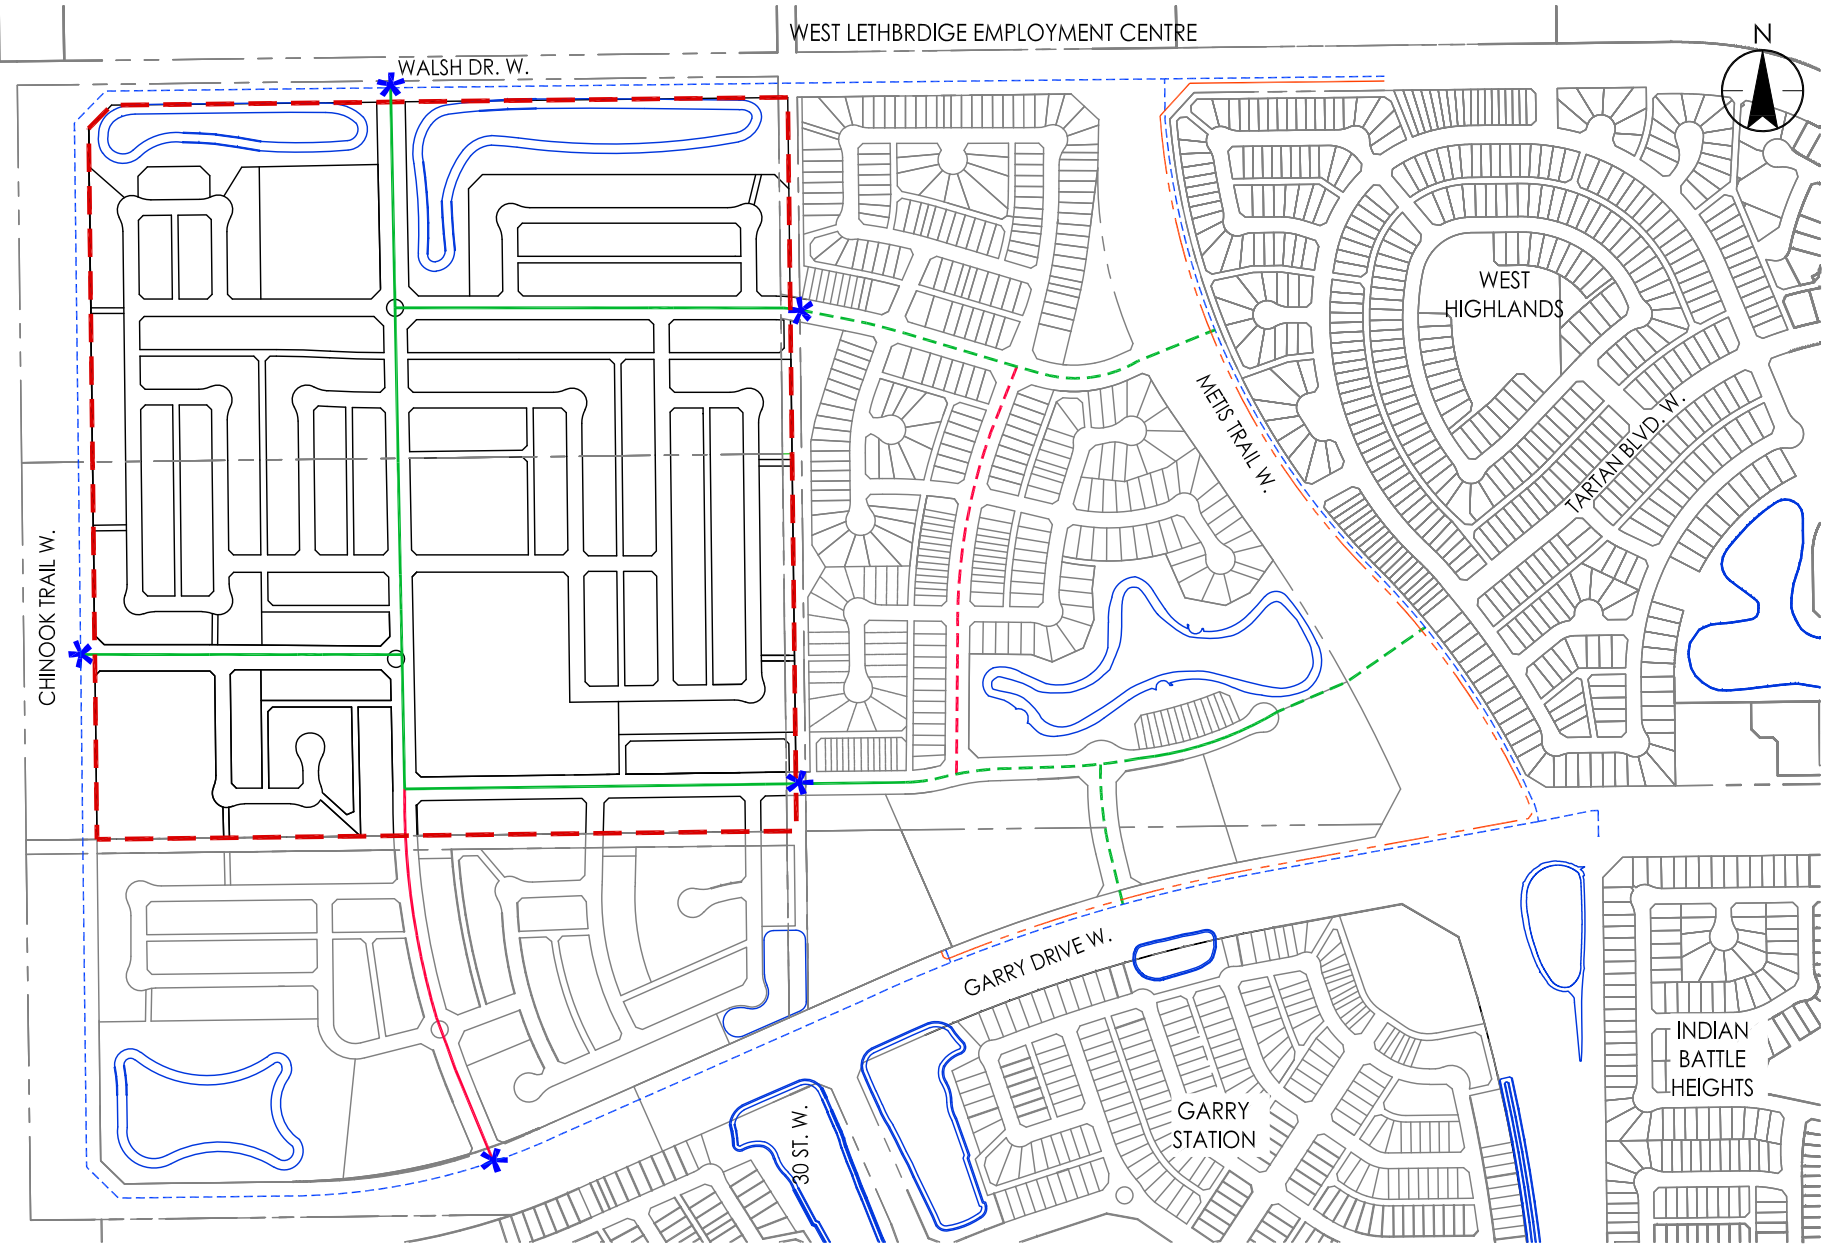 WEST LETHBRDIGE EMPLOYMENT CENTRE
N
WALSH DR. W.
WEST
HIGHLANDS
METIS TRAIL W.
TARTAN BLVD. W.
CHINOOK TRAIL W.
GARRY DRIVE W.
INDIAN
BATTLE
HEIGHTS
GARRY
STATION
30 ST. W.